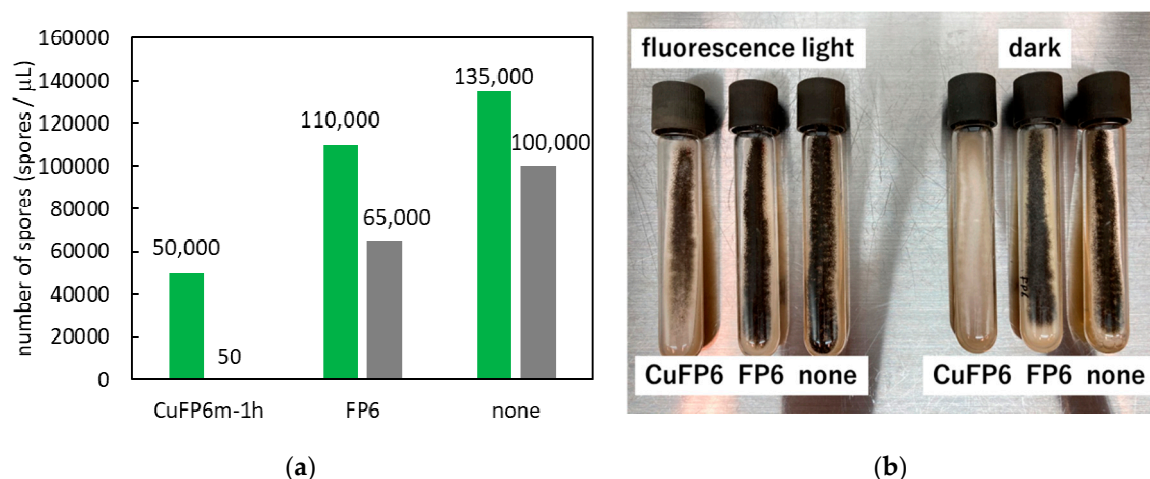 number of spores (spores / µL)
160000
140000
120000
100000
80000
60000
40000
20000
0
50,000
50
110,000
65,000
135,000
100,000
CuFP6m-1h
FP6
none
(a)
fluorescence light
dark
FP6
CuFP6 FP6 none
CuFP6 FP6 none
(b)